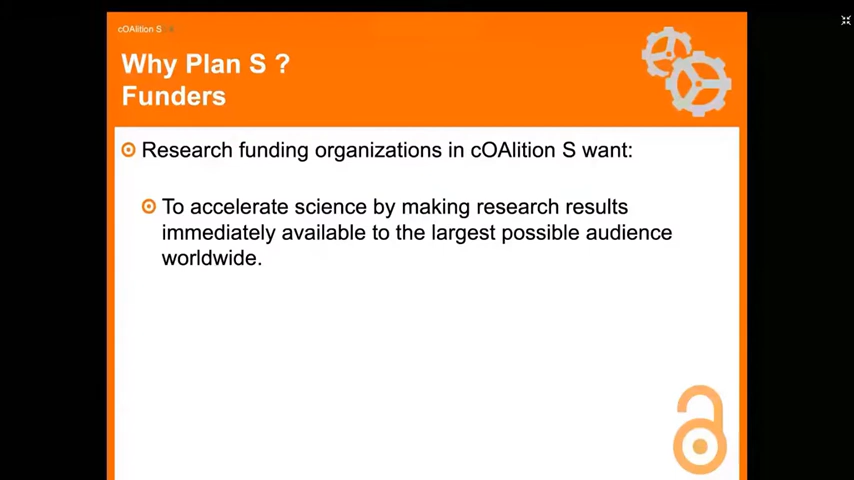 cOAlition S
Why Plan S ?
Funders
Research funding organizations in cOAlition S want:
To accelerate science by making research results
immediately available to the largest possible audience
worldwide.